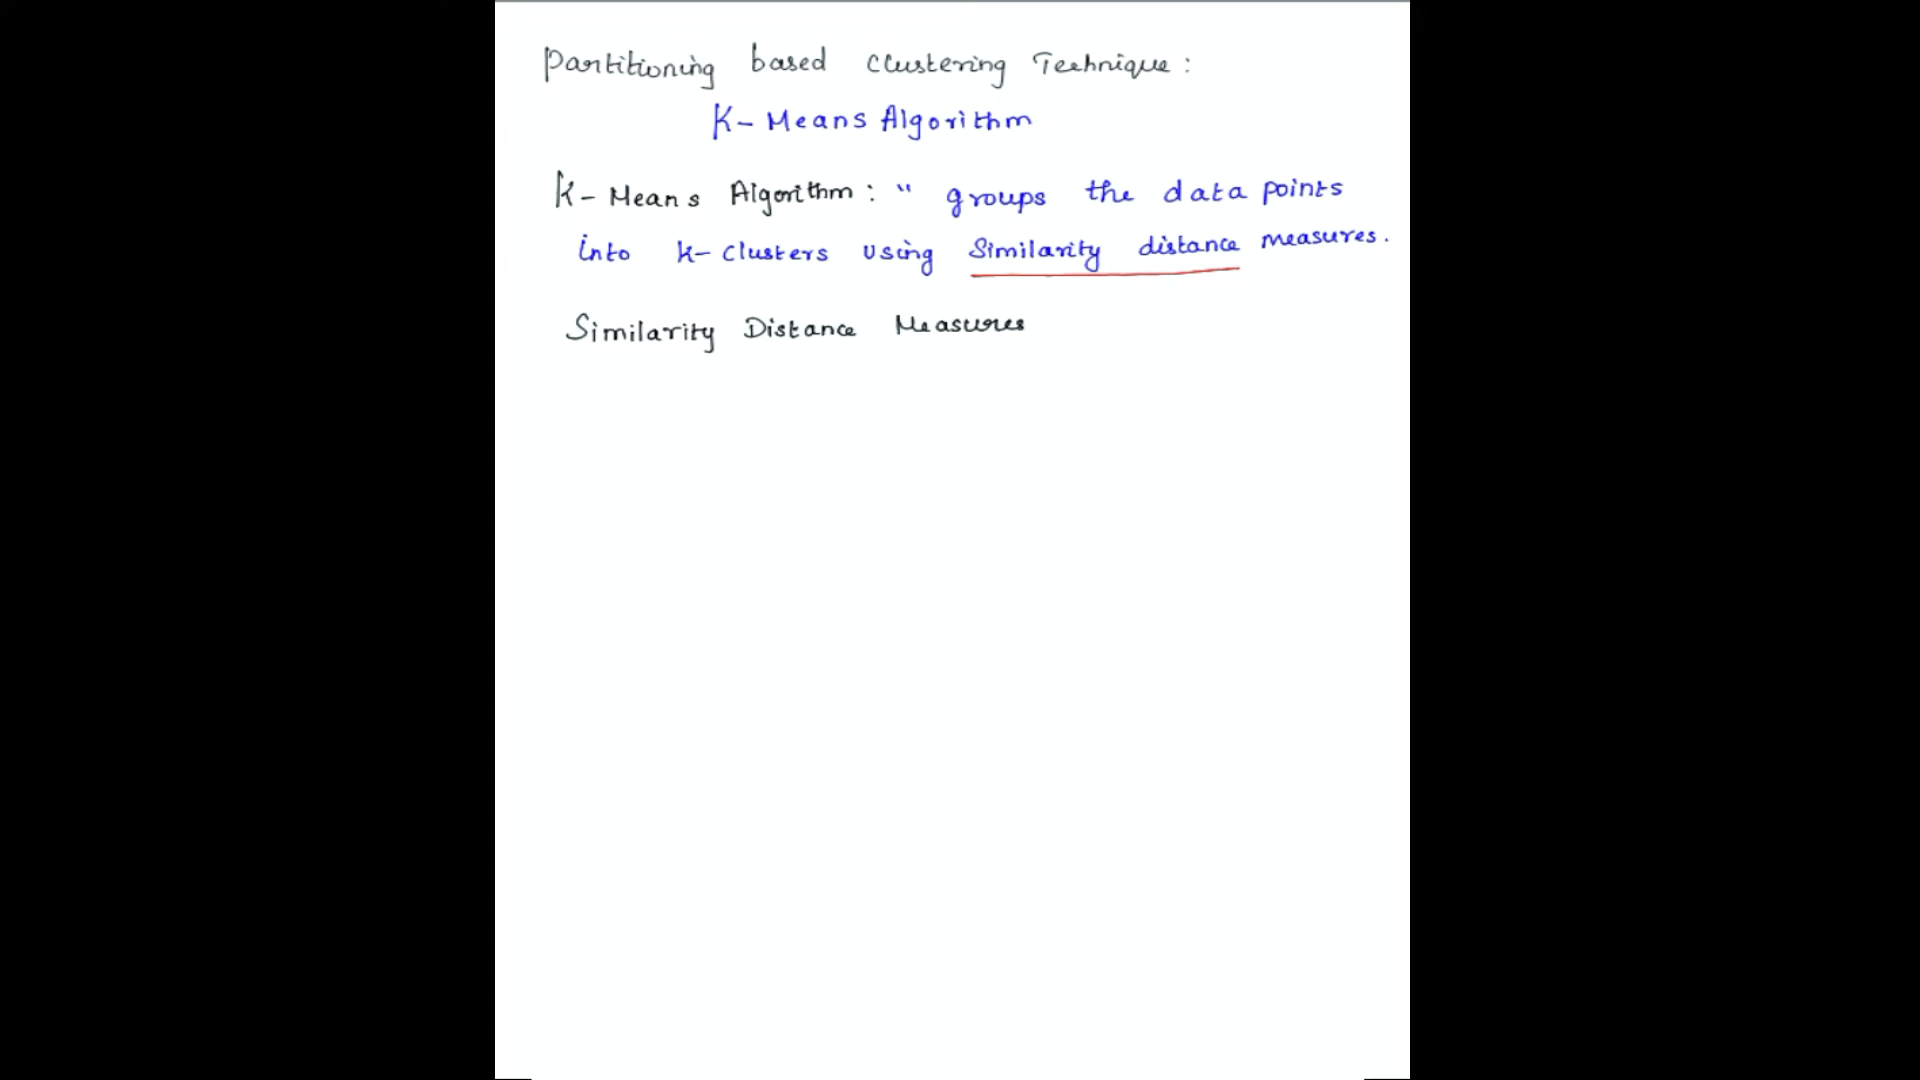 Partitioning based Clustering Technique :
K- Means Algorithm
K- Means Algorithm : " groups the data points
into k- clusters using Similarity distance measures.
Similarity Distance Measures